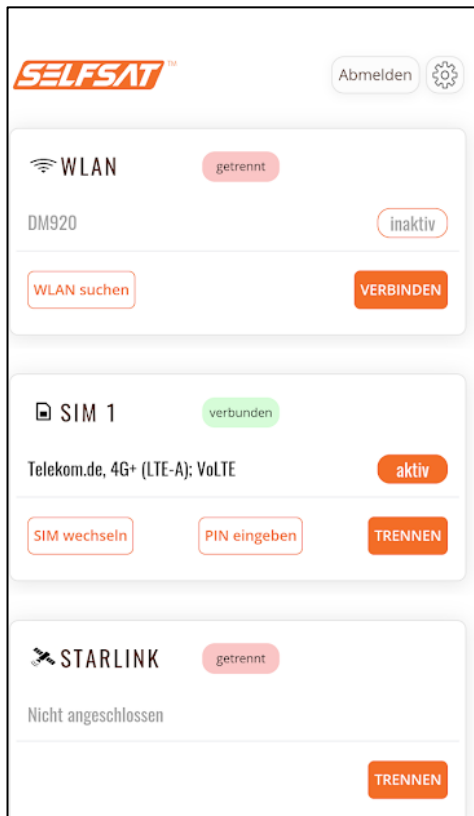 SELFSAT™
Abmelden
WLAN getrennt
DM920 inaktiv
WLAN suchen VERBINDEN
SIM 1 verbunden
Telekom.de, 4G+ (LTE-A); VoLTE aktiv
SIM wechseln PIN eingeben TRENNEN
STARLINK getrennt
Nicht angeschlossen
TRENNEN